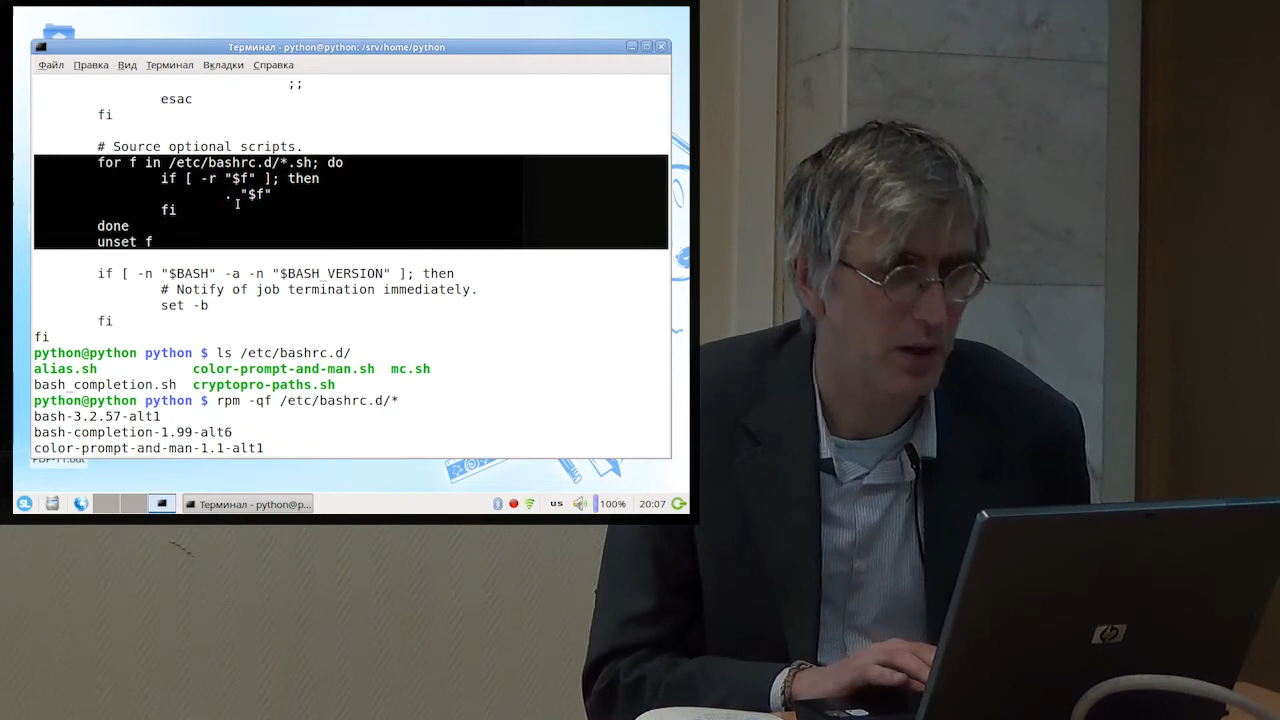 Терминал - python@python: /srv/home/python
Файл Правка Вид Терминал Вкладки Справка
;;
esac
fi
# Source optional scripts.
for f in /etc/bashrc.d/*.sh; do
if [ -r "$f" ]; then
. "$f"
fi
done
unset f
if [ -n "$BASH" -a -n "$BASH_VERSION" ]; then
# Notify of job termination immediately.
set -b
fi
fi
python@python python $ ls /etc/bashrc.d/
alias.sh color-prompt-and-man.sh mc.sh
bash_completion.sh cryptopro-paths.sh
python@python python $ rpm -qf /etc/bashrc.d/*
bash-3.2.57-alt1
bash-completion-1.99-alt6
color-prompt-and-man-1.1-alt1
Терминал - python@p... us 100% 20:07
hp